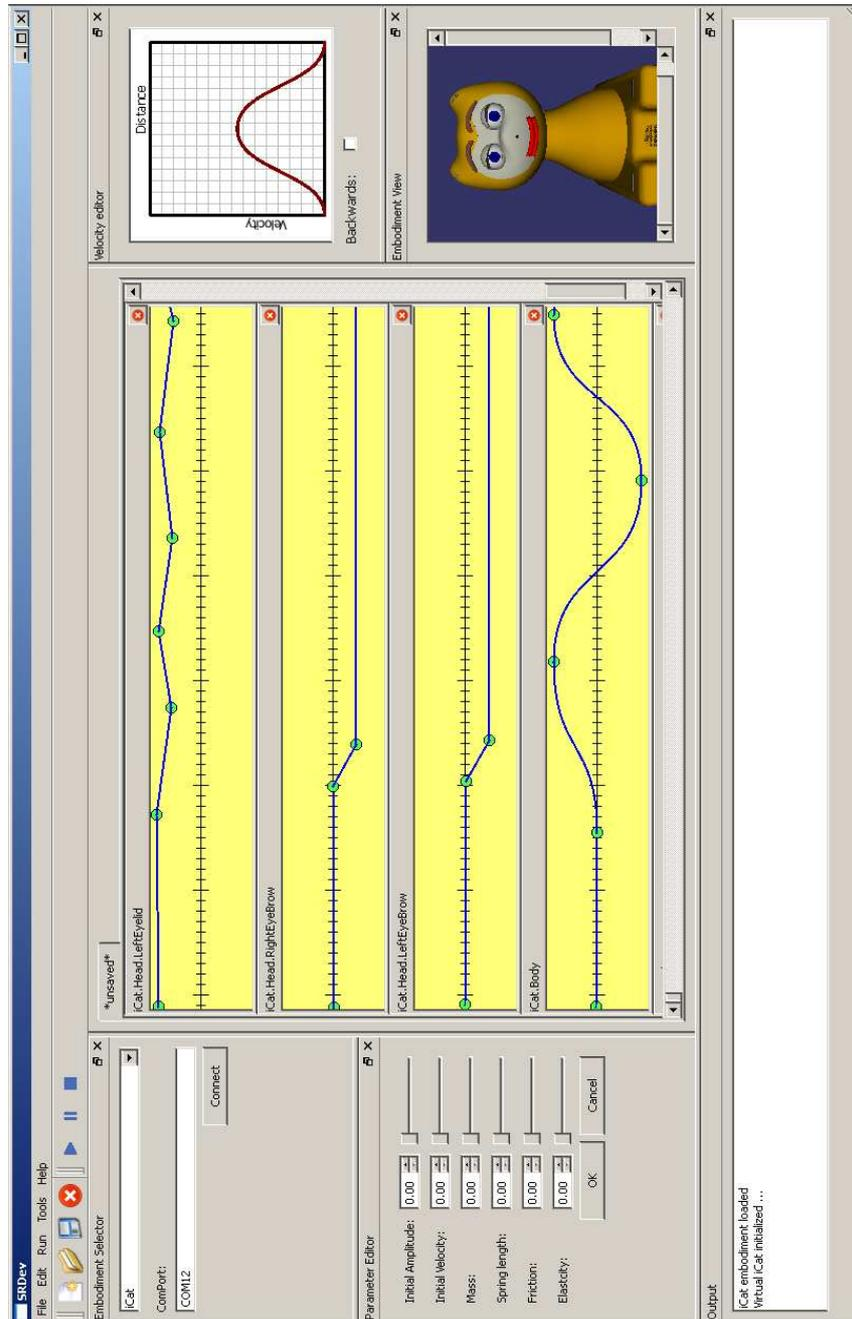 SRDev
File Edit Run Tools Help
Embodiment Selector
iCat
ComPort:
COM12
Connect
Parameter Editor
Initial Amplitude: 0.00
Initial Velocity: 0.00
Mass: 0.00
Spring length: 0.00
Friction: 0.00
Elastcity: 0.00
OK Cancel
*unsaved*
iCat.Head.LeftEyelid
iCat.Head.RightEyeBrow
iCat.Head.LeftEyeBrow
iCat.Body
Velocity editor
Distance
Velocity
Backwards:
Embodiment View
Output
iCat embodiment loaded
Virtual iCat initialized ...